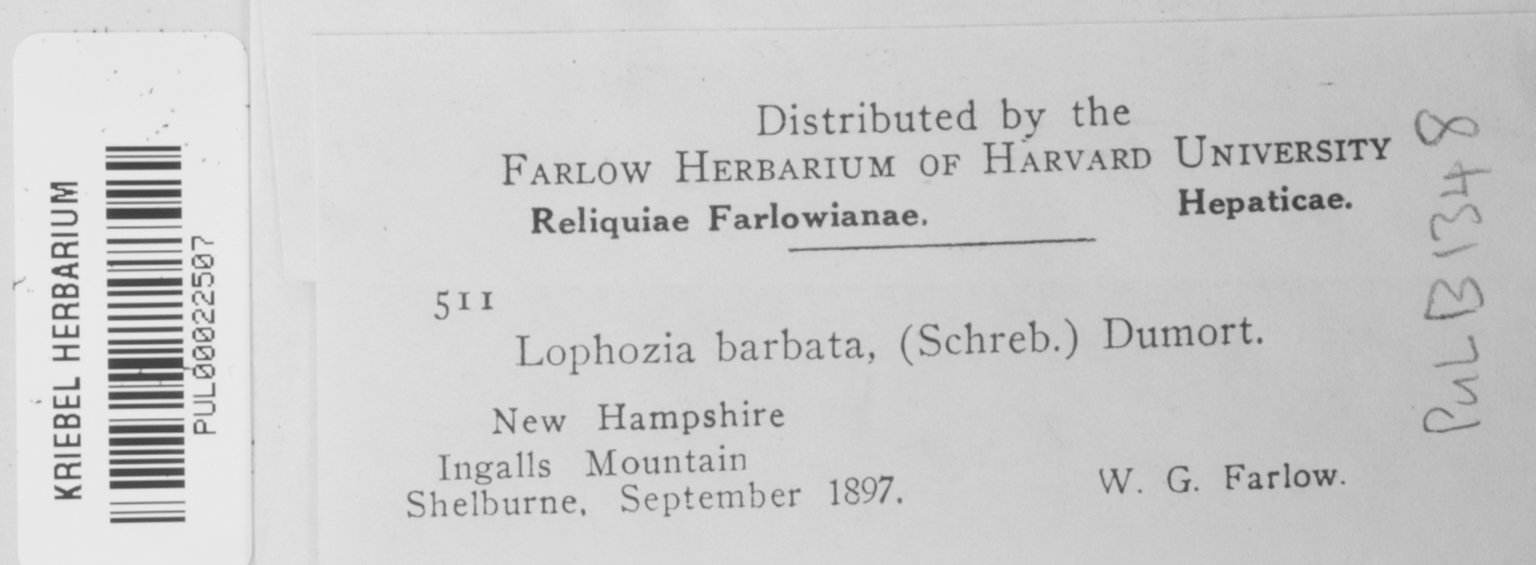 KRIEBEL HERBARIUM
PUL00022507
Distributed by the
FARLOW HERBARIUM OF HARVARD UNIVERSITY
Reliquiae Farlowianae. Hepaticae.
511
Lophozia barbata, (Schreb.) Dumort.
New Hampshire
Ingalls Mountain
Shelburne, September 1897. W. G. Farlow.
PUL B1348